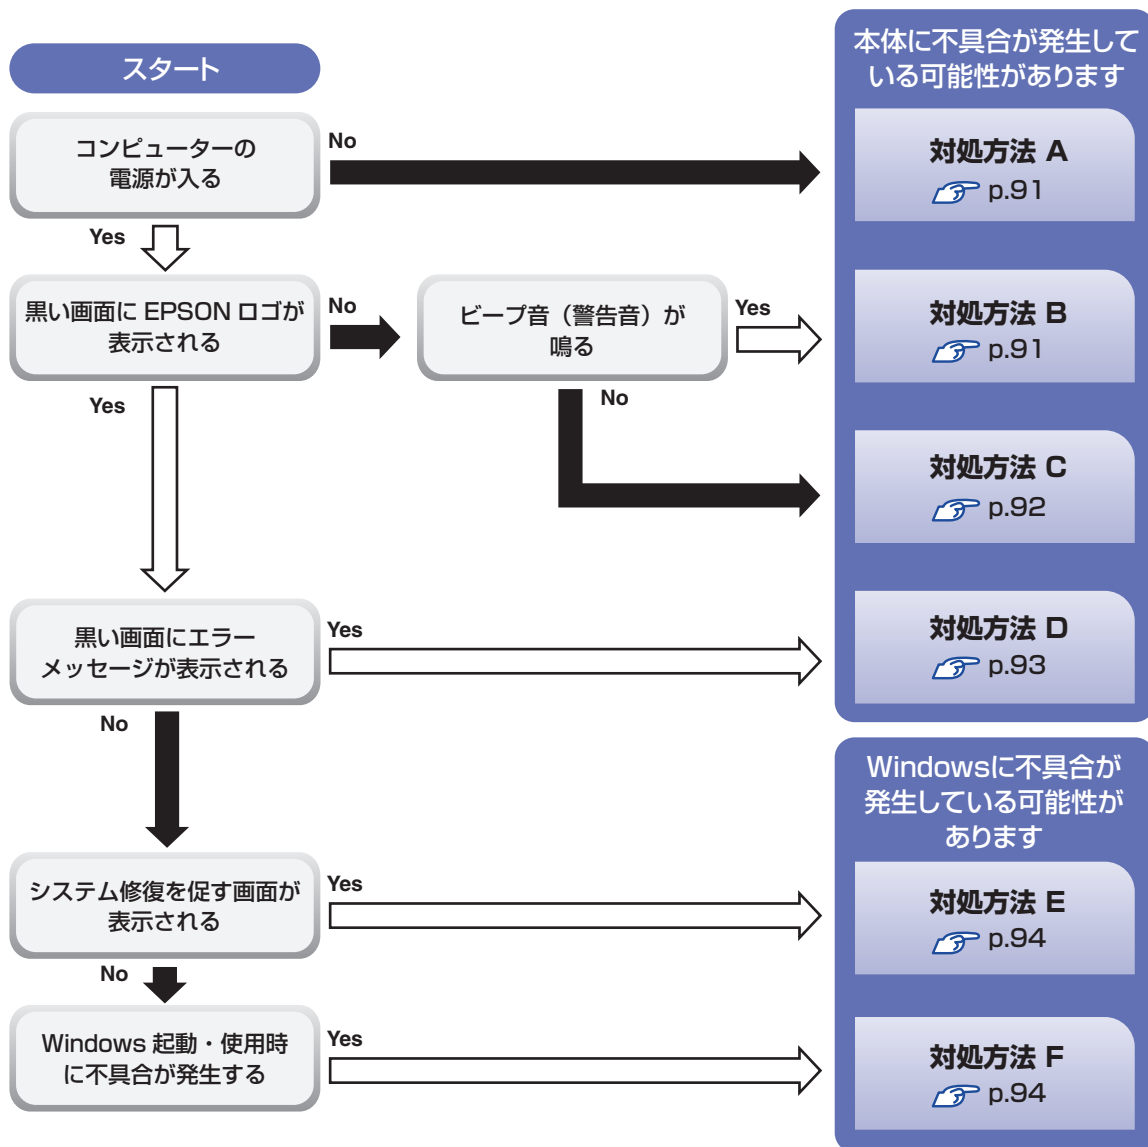 スタート
コンピューターの
電源が入る
No
Yes
黒い画面に EPSON ロゴが
表示される
No
ビープ音（警告音）が
鳴る
Yes
No
Yes
黒い画面にエラー
メッセージが表示される
Yes
No
システム修復を促す画面が
表示される
Yes
No
Windows 起動・使用時
に不具合が発生する
Yes
本体に不具合が発生して
いる可能性があります
対処方法 A
p.91
対処方法 B
p.91
対処方法 C
p.92
対処方法 D
p.93
Windowsに不具合が
発生している可能性が
あります
対処方法 E
p.94
対処方法 F
p.94